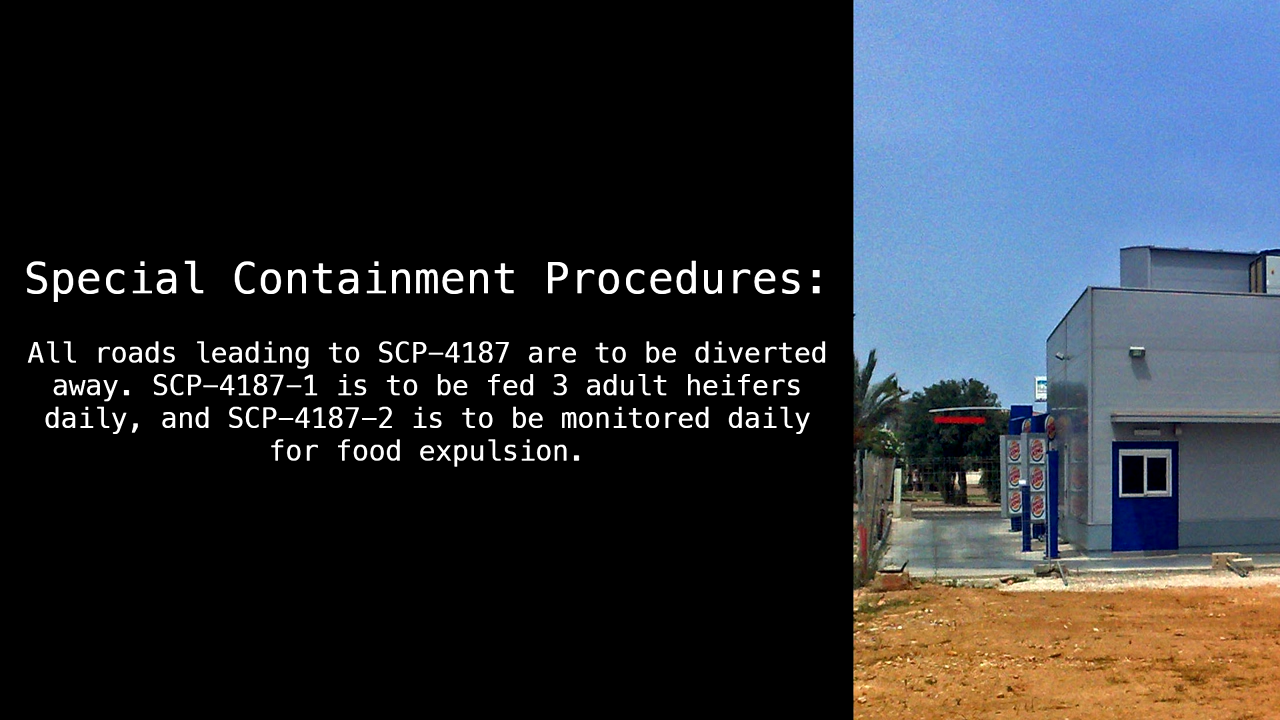 Special Containment Procedures:
All roads leading to SCP–4187 are to be diverted
away. SCP–4187–1 is to be fed 3 adult heifers
daily, and SCP–4187–2 is to be monitored daily
for food expulsion.